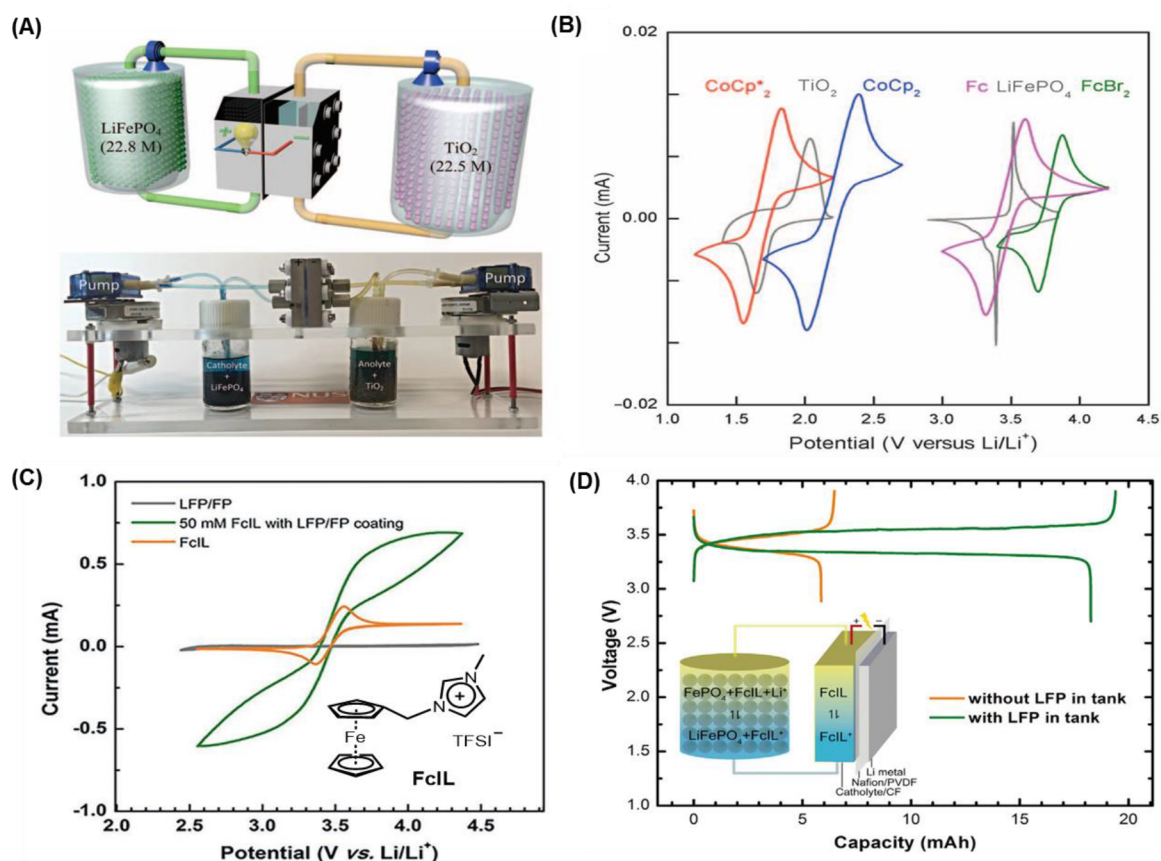 (A)
LiFePO4
(22.8 M)
+
−
TiO2
(22.5 M)
Pump
Pump
Catholyte
+
LiFePO4
Anolyte
+
TiO2
NUS
(B)
0.02
0.00
−0.02
Current (mA)
CoCp*2 TiO2 CoCp2 Fc LiFePO4 FcBr2
1.2 1.5 2.0 2.5 3.0 3.5 4.0 4.5
Potential (V versus Li/Li+)
(C)
1.0
0.5
0.0
-0.5
-1.0
Current (mA)
LFP/FP
50 mM FcIL with LFP/FP coating
FcIL
Fe
N
N
+
TFSI−
FcIL
2.0 2.5 3.0 3.5 4.0 4.5
Potential (V vs. Li/Li+)
(D)
4.0
3.5
3.0
2.5
2.0
1.5
1.0
Voltage (V)
FePO4+FcIL+Li+
⇌
LiFePO4+FcIL+
+ −
FcIL
⇌
FcIL+
Li metal
Nafion/PVDF
Catholyte/CF
without LFP in tank
with LFP in tank
0 5 10 15 20
Capacity (mAh)